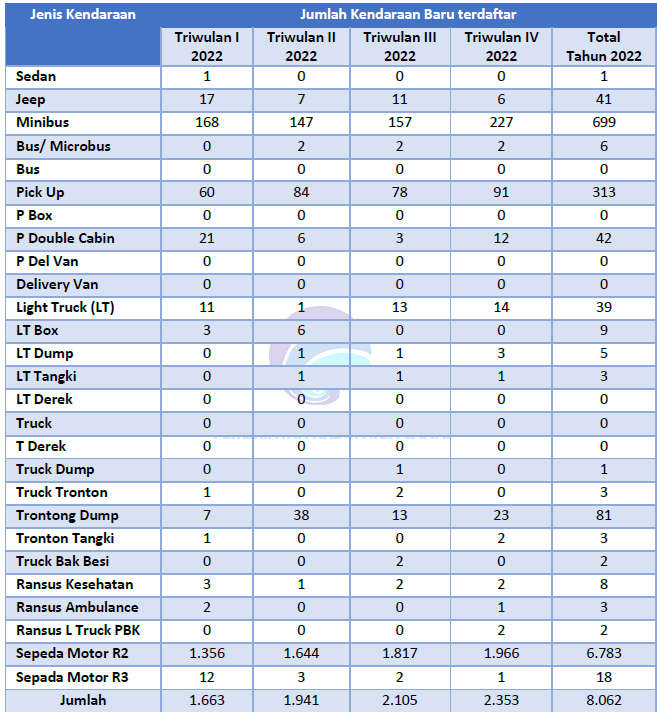 Jenis Kendaraan Jumlah Kendaraan Baru terdaftar
Triwulan I Triwulan II Triwulan III Triwulan IV Total
2022 2022 2022 2022 Tahun 2022
Sedan 1 0 0 0 1
Jeep 17 7 11 6 41
Minibus 168 147 157 227 699
Bus/ Microbus 0 2 2 2 6
Bus 0 0 0 0 0
Pick Up 60 84 78 91 313
P Box 0 0 0 0 0
P Double Cabin 21 6 3 12 42
P Del Van 0 0 0 0 0
Delivery Van 0 0 0 0 0
Light Truck (LT) 11 1 13 14 39
LT Box 3 6 0 0 9
LT Dump 0 1 1 3 5
LT Tangki 0 1 1 1 3
LT Derek 0 0 0 0 0
Truck 0 0 0 0 0
T Derek 0 0 0 0 0
Truck Dump 0 0 1 0 1
Truck Tronton 1 0 2 0 3
Trontong Dump 7 38 13 23 81
Tronton Tangki 1 0 0 2 3
Truck Bak Besi 0 0 2 0 2
Ransus Kesehatan 3 1 2 2 8
Ransus Ambulance 2 0 0 1 3
Ransus L Truck PBK 0 0 0 2 2
Sepeda Motor R2 1.356 1.644 1.817 1.966 6.783
Sepada Motor R3 12 3 2 1 18
Jumlah 1.663 1.941 2.105 2.353 8.062